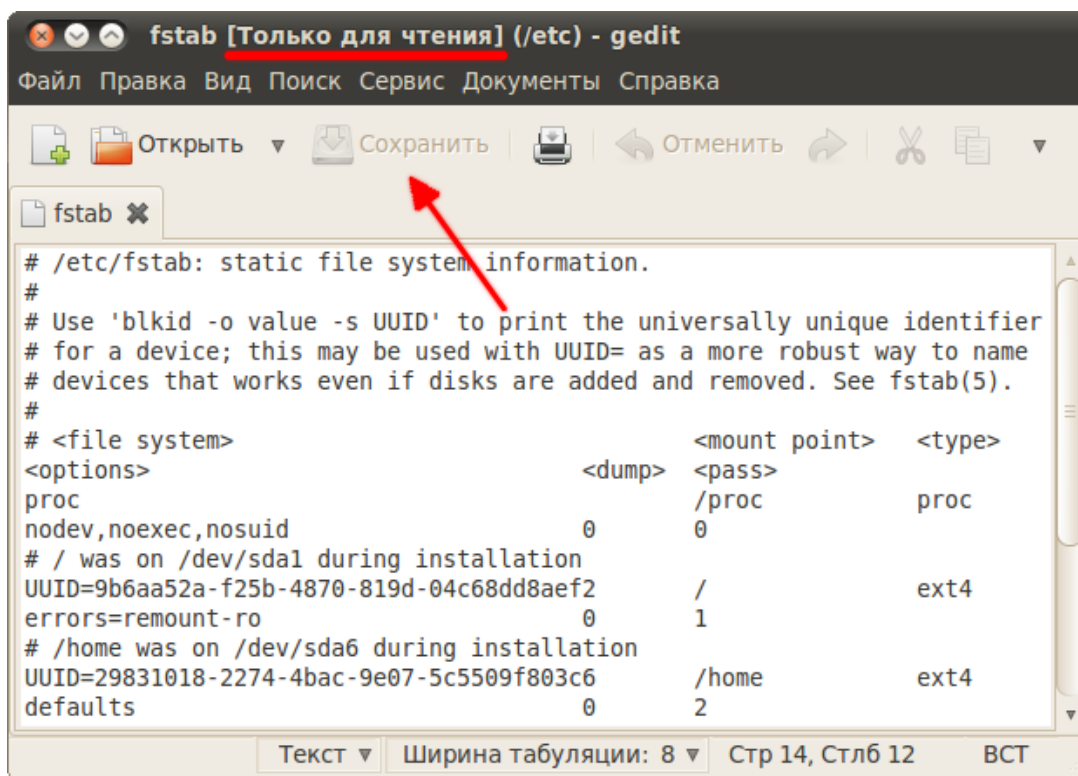 fstab [Только для чтения] (/etc) - gedit
Файл Правка Вид Поиск Сервис Документы Справка
Открыть Сохранить Отменить
fstab
# /etc/fstab: static file system information.
#
# Use 'blkid -o value -s UUID' to print the universally unique identifier
# for a device; this may be used with UUID= as a more robust way to name
# devices that works even if disks are added and removed. See fstab(5).
#
# <file system> <mount point> <type>
<options> <dump> <pass>
proc /proc proc
nodev,noexec,nosuid 0 0
# / was on /dev/sda1 during installation
UUID=9b6aa52a-f25b-4870-819d-04c68dd8aef2 / ext4
errors=remount-ro 0 1
# /home was on /dev/sda6 during installation
UUID=29831018-2274-4bac-9e07-5c5509f803c6 /home ext4
defaults 0 2
Текст Ширина табуляции: 8 Стр 14, Стлб 12 ВСТ